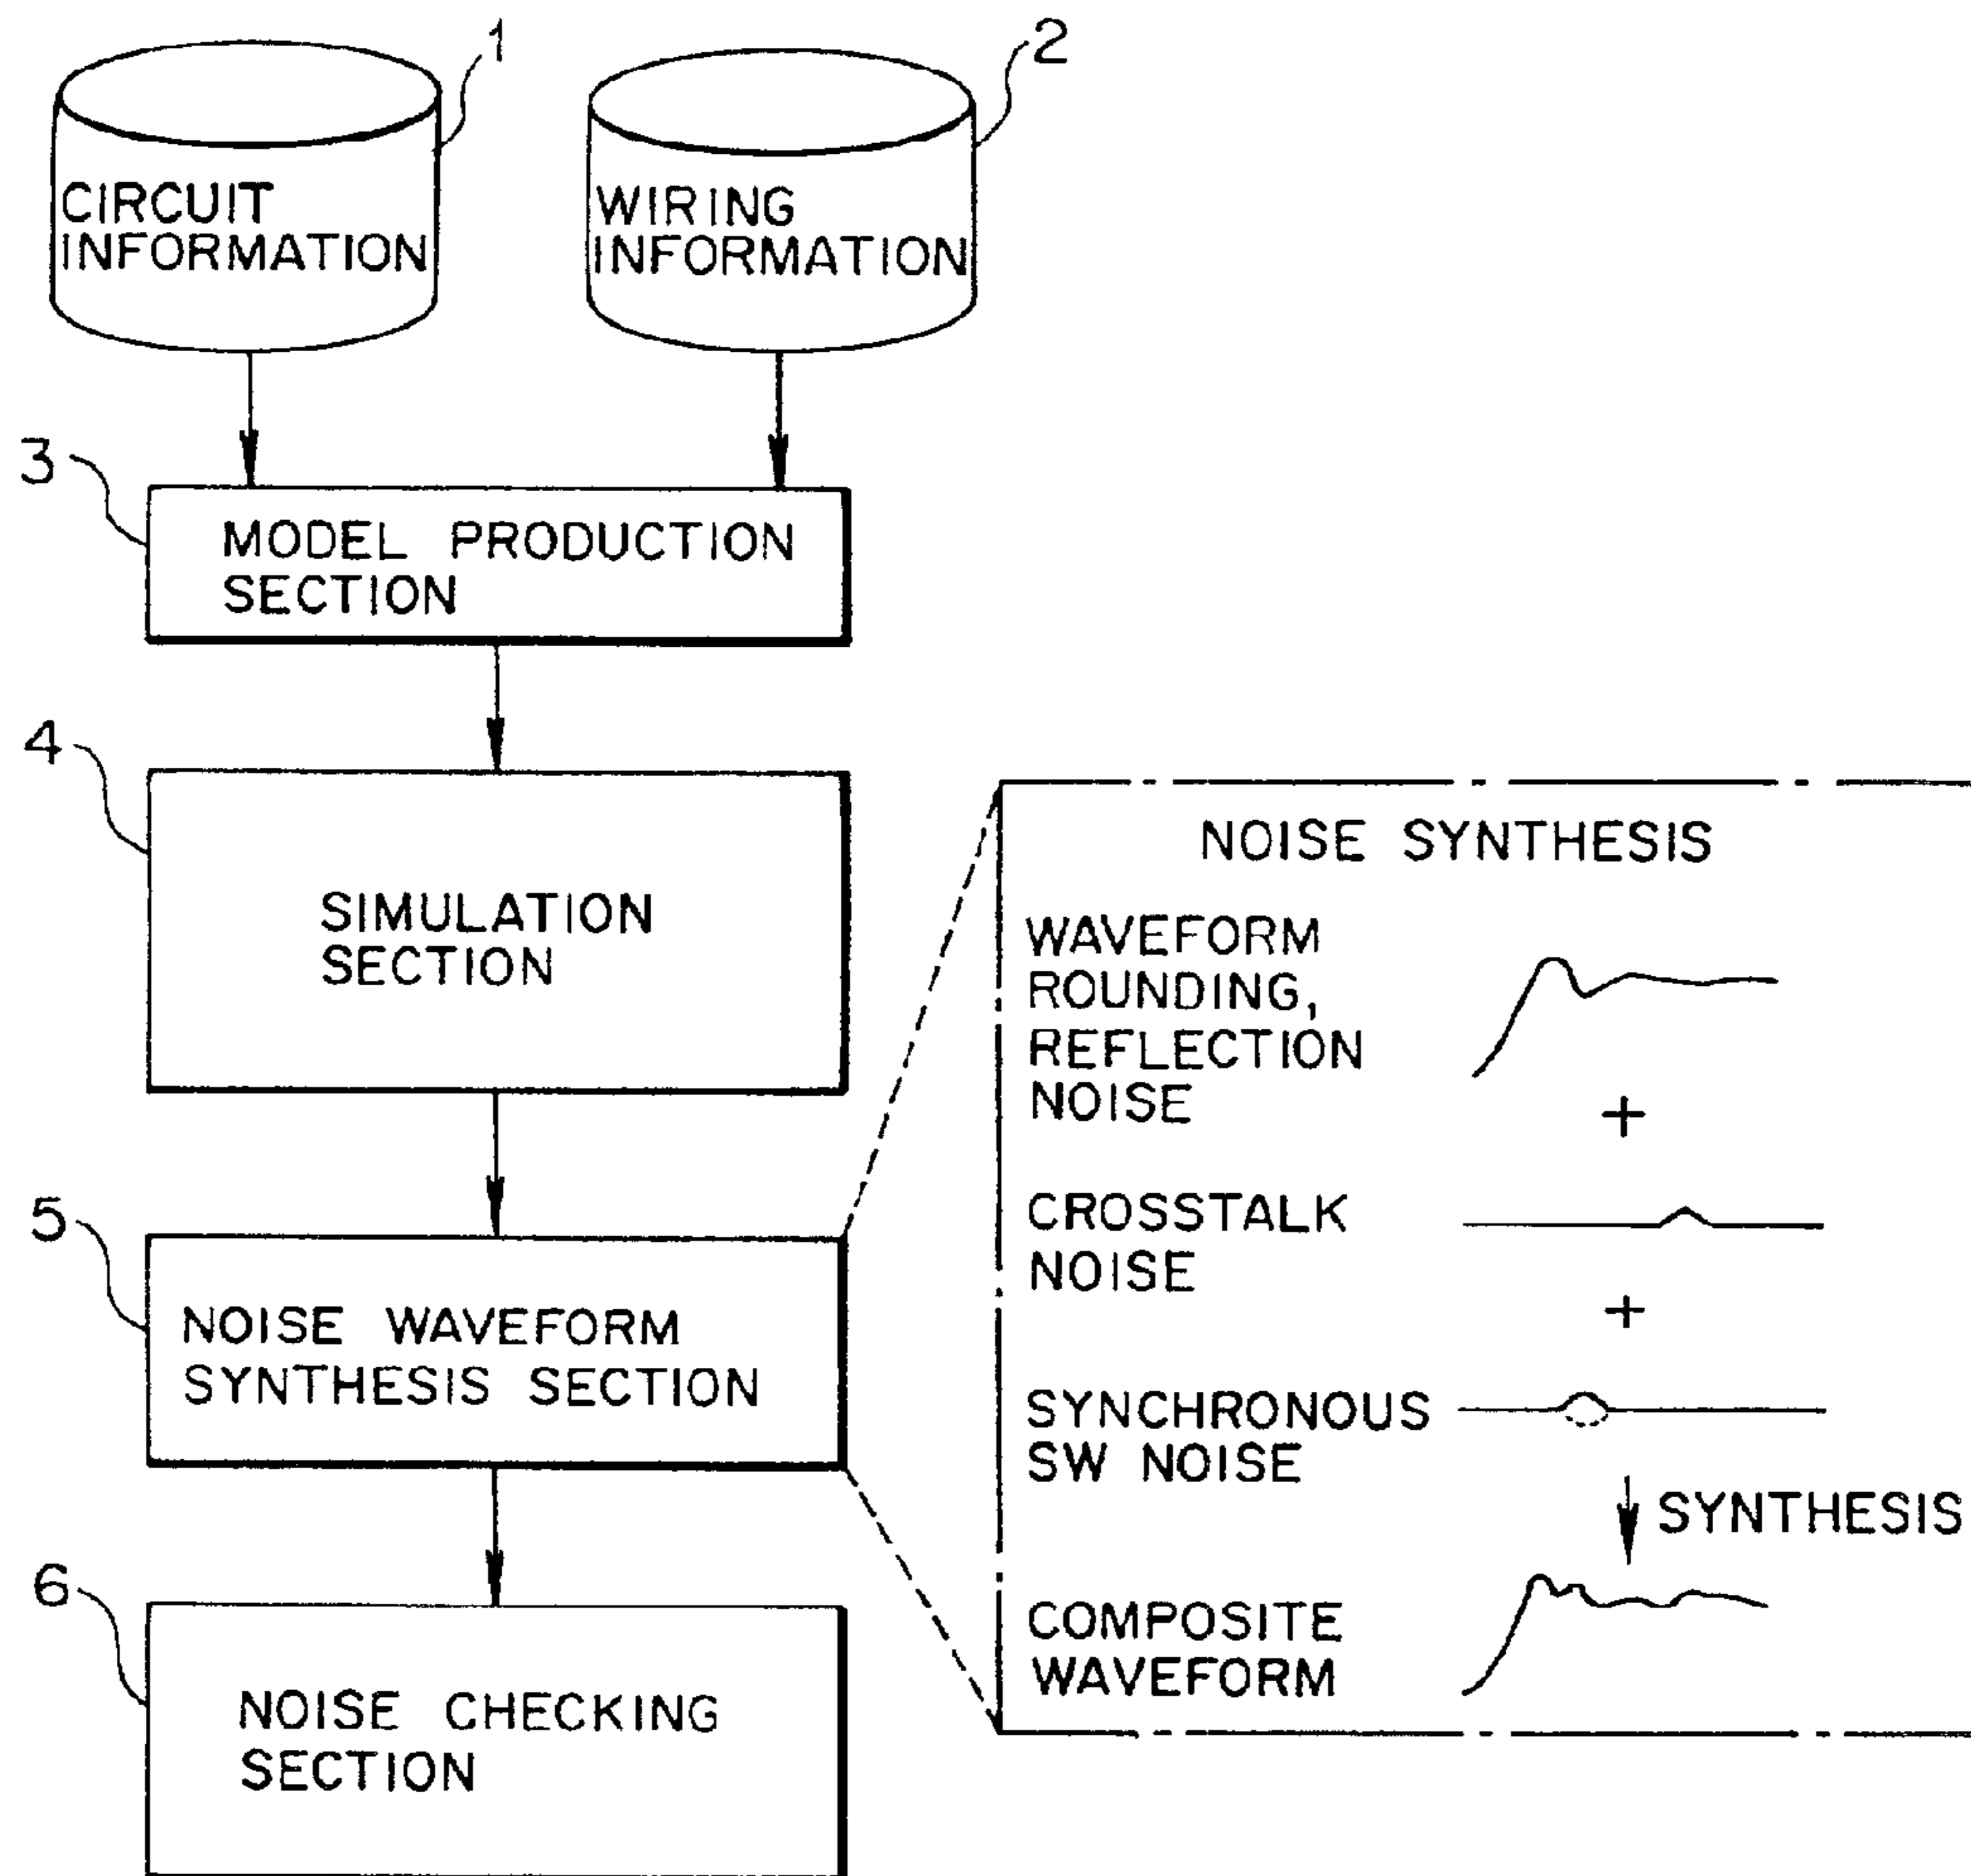 1
2
CIRCUIT
INFORMATION
WIRING
INFORMATION
3
MODEL PRODUCTION
SECTION
4
SIMULATION
SECTION
5
NOISE WAVEFORM
SYNTHESIS SECTION
6
NOISE CHECKING
SECTION
NOISE SYNTHESIS
WAVEFORM
ROUNDING,
REFLECTION
NOISE
+
CROSSTALK
NOISE
+
SYNCHRONOUS
SW NOISE
SYNTHESIS
COMPOSITE
WAVEFORM